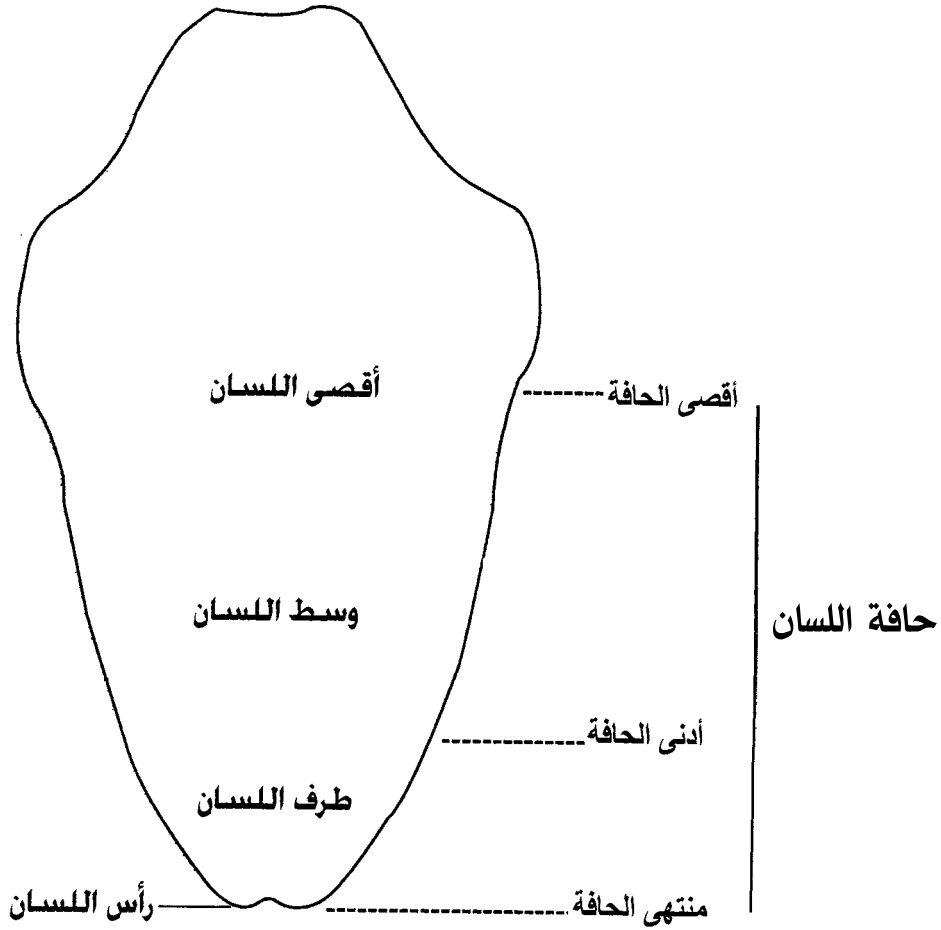 أقصى اللسان
أقصى الحافة
وسط اللسان
حافة اللسان
أدنى الحافة
طرف اللسان
رأس اللسان
منتهى الحافة